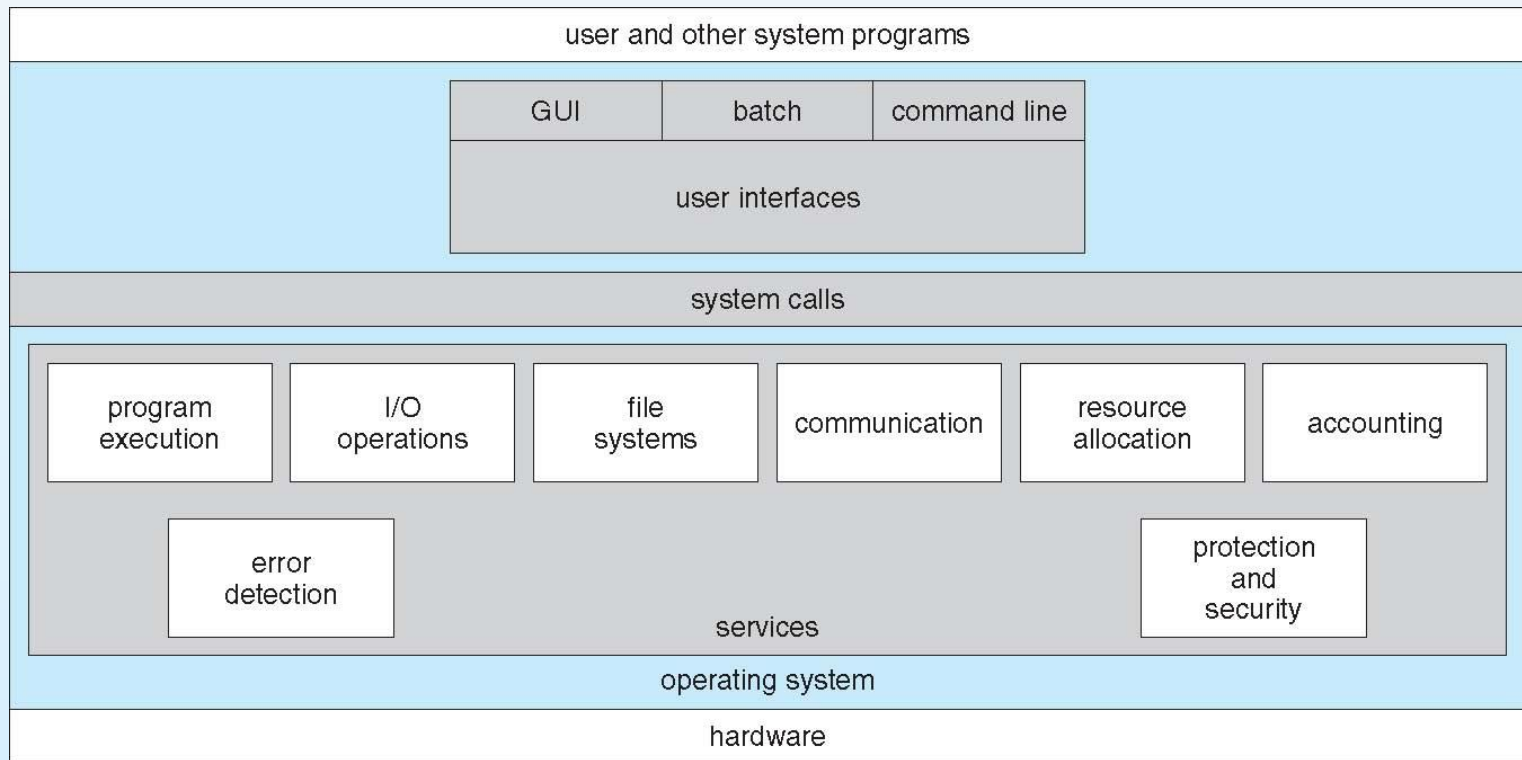 user and other system programs
GUI
batch
command line
user interfaces
system calls
program
execution
I/O
operations
file
systems
communication
resource
allocation
accounting
error
detection
protection
and
security
services
operating system
hardware